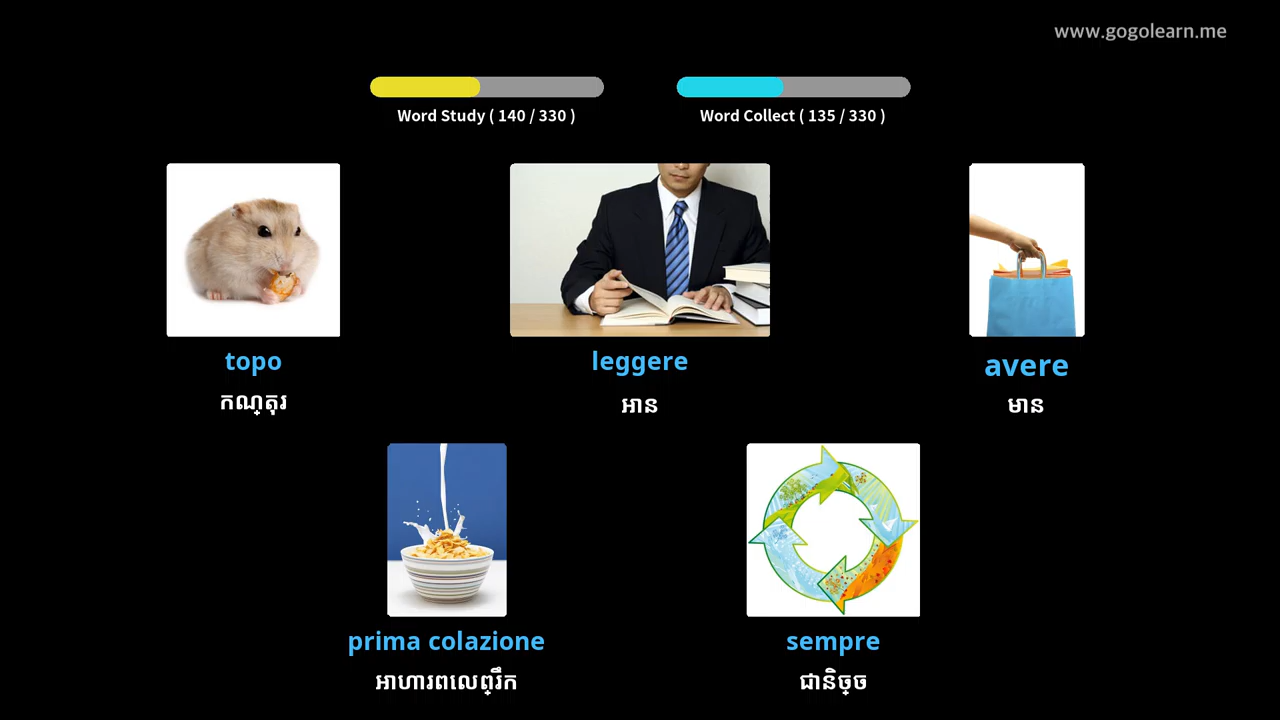 www.gogolearn.me
Word Study ( 140 / 330 )
Word Collect ( 135 / 330 )
topo
កណ្តុរ
leggere
អាន
avere
មាន
prima colazione
អាហារពេលព្រឹក
sempre
ជានិច្ច